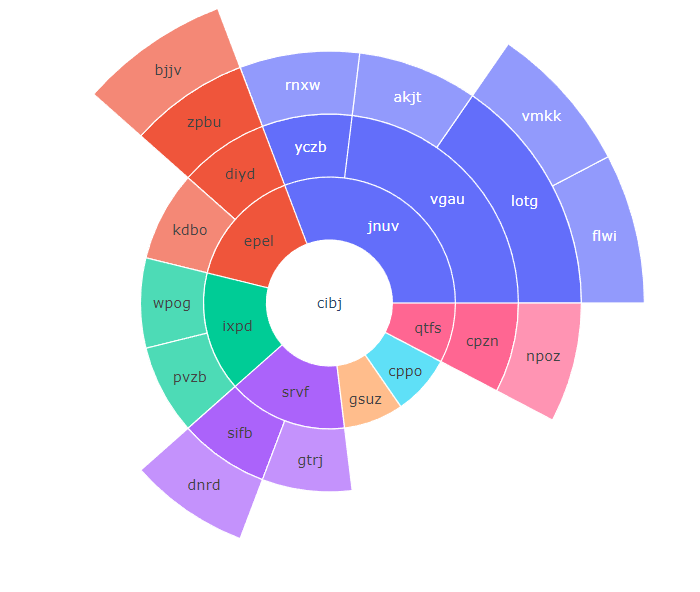 bjjv
rnxw
akjt
vmkk
zpbu
yczb
diyd
vgau
lotg
jnuv
kdbo
epel
flwi
wpog
cibj
ixpd
qtfs
cpzn
npoz
pvzb
cppo
srvf
gsuz
sifb
gtrj
dnrd